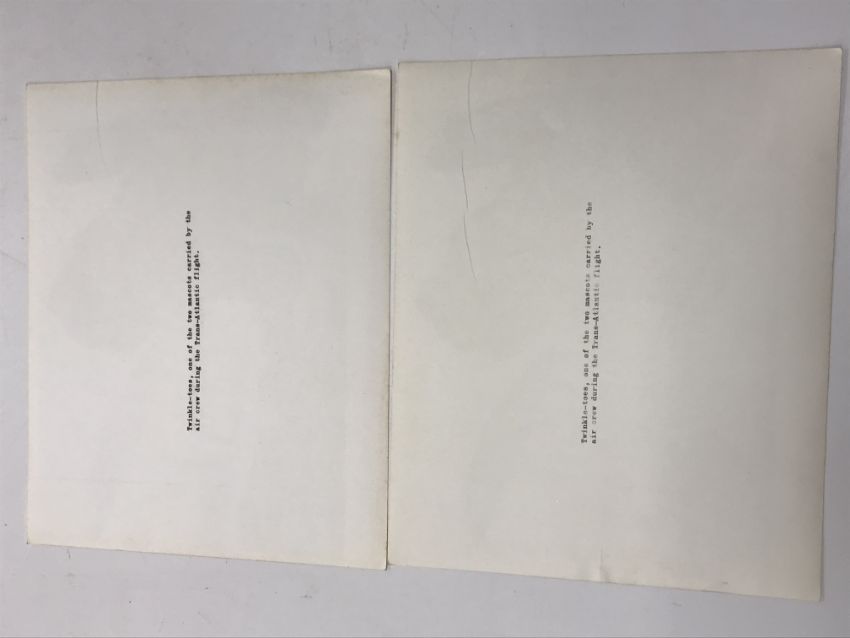 Twinkle-toes, one of the two mascots carried by the
air crew during the Trans-Atlantic flight.
Twinkle-toes, one of the two mascots carried by the
air crew during the Trans-Atlantic flight.